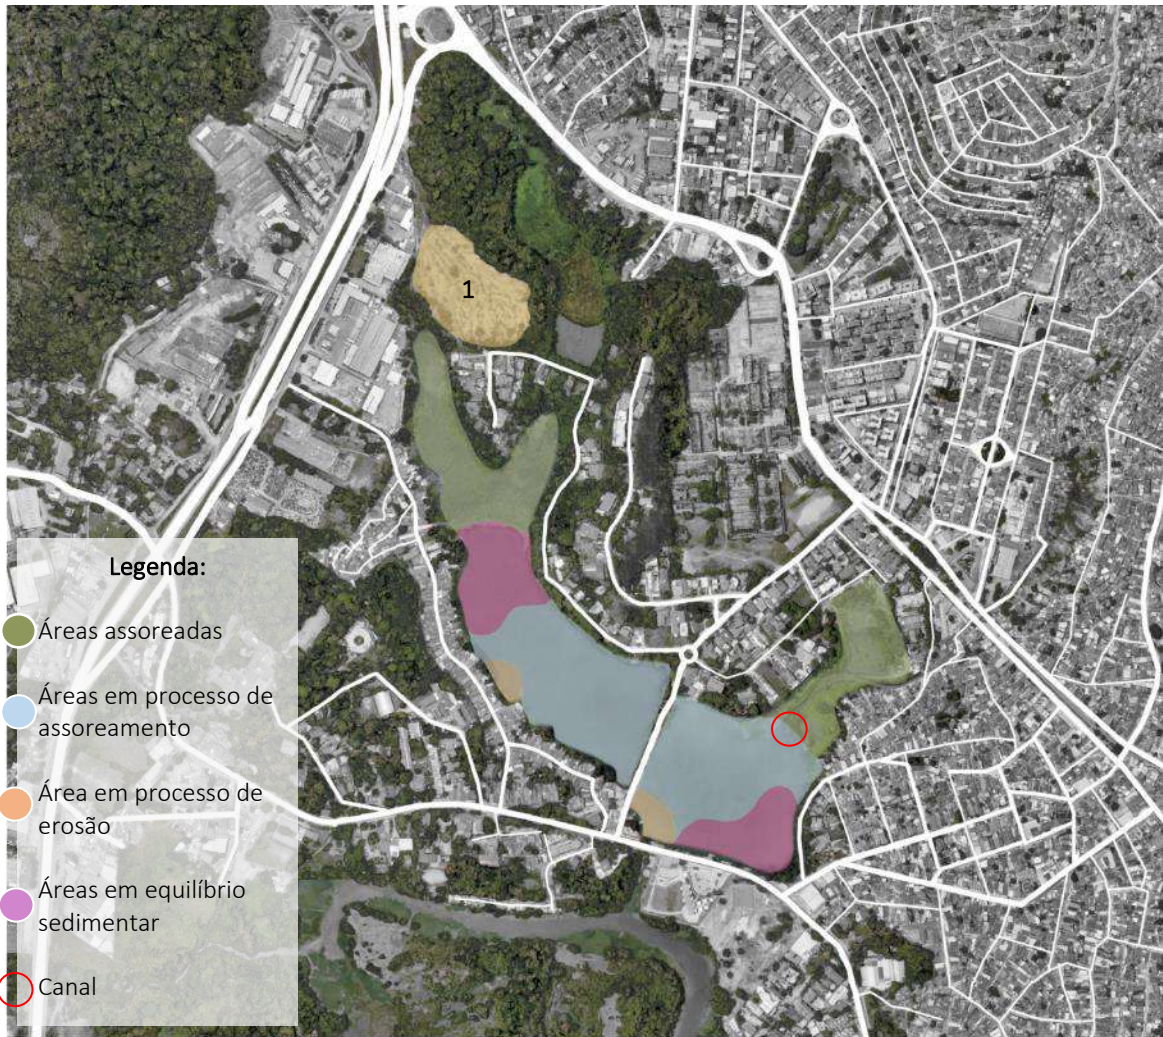 1
Legenda:
Áreas assoreadas
Áreas em processo de
assoreamento
Área em processo de
erosão
Áreas em equilíbrio
sedimentar
Canal